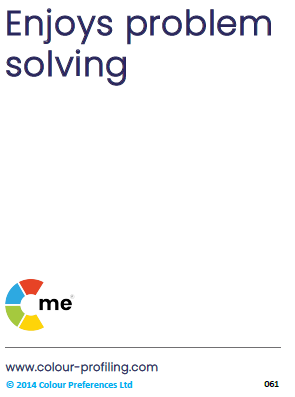 Enjoys problem
solving
me
www.colour-profiling.com
© 2014 Colour Preferences Ltd
061